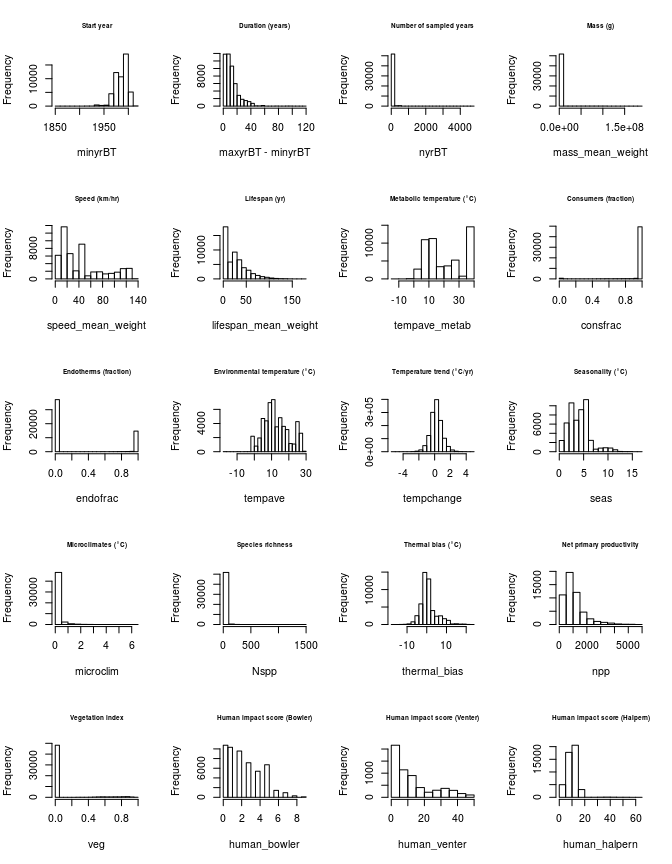 Start year
Frequency
0 10000
1850 1950
minyrBT
Duration (years)
Frequency
0 8000
0 40 80 120
maxyrBT - minyrBT
Number of sampled years
Frequency
0 30000
0 2000 4000
nyrBT
Mass (g)
Frequency
0 30000
0.0e+00 1.5e+08
mass_mean_weight
Speed (km/hr)
Frequency
0 8000
0 40 80 140
speed_mean_weight
Lifespan (yr)
Frequency
0 10000
0 50 150
lifespan_mean_weight
Metabolic temperature (°C)
Frequency
0 10000
-10 10 30
tempave_metab
Consumers (fraction)
Frequency
0 30000
0.0 0.4 0.8
consfrac
Endotherms (fraction)
Frequency
0 20000
0.0 0.4 0.8
endofrac
Environmental temperature (°C)
Frequency
0 4000
-10 10 30
tempave
Temperature trend (°C/yr)
Frequency
0e+00 3e+05
-4 0 2 4
tempchange
Seasonality (°C)
Frequency
0 6000
0 5 10 15
seas
Microclimates (°C)
Frequency
0 30000
0 2 4 6
microclim
Species richness
Frequency
0 30000
0 500 1500
Nspp
Thermal bias (°C)
Frequency
0 10000
-10 0 10
thermal_bias
Net primary productivity
Frequency
0 15000
0 2000 5000
npp
Vegetation index
Frequency
0 30000
0.0 0.4 0.8
veg
Human impact score (Bowler)
Frequency
0 6000
0 2 4 6 8
human_bowler
Human impact score (Venter)
Frequency
0 1000
0 20 40
human_venter
Human impact score (Halpern)
Frequency
0 15000
0 20 40 60
human_halpern